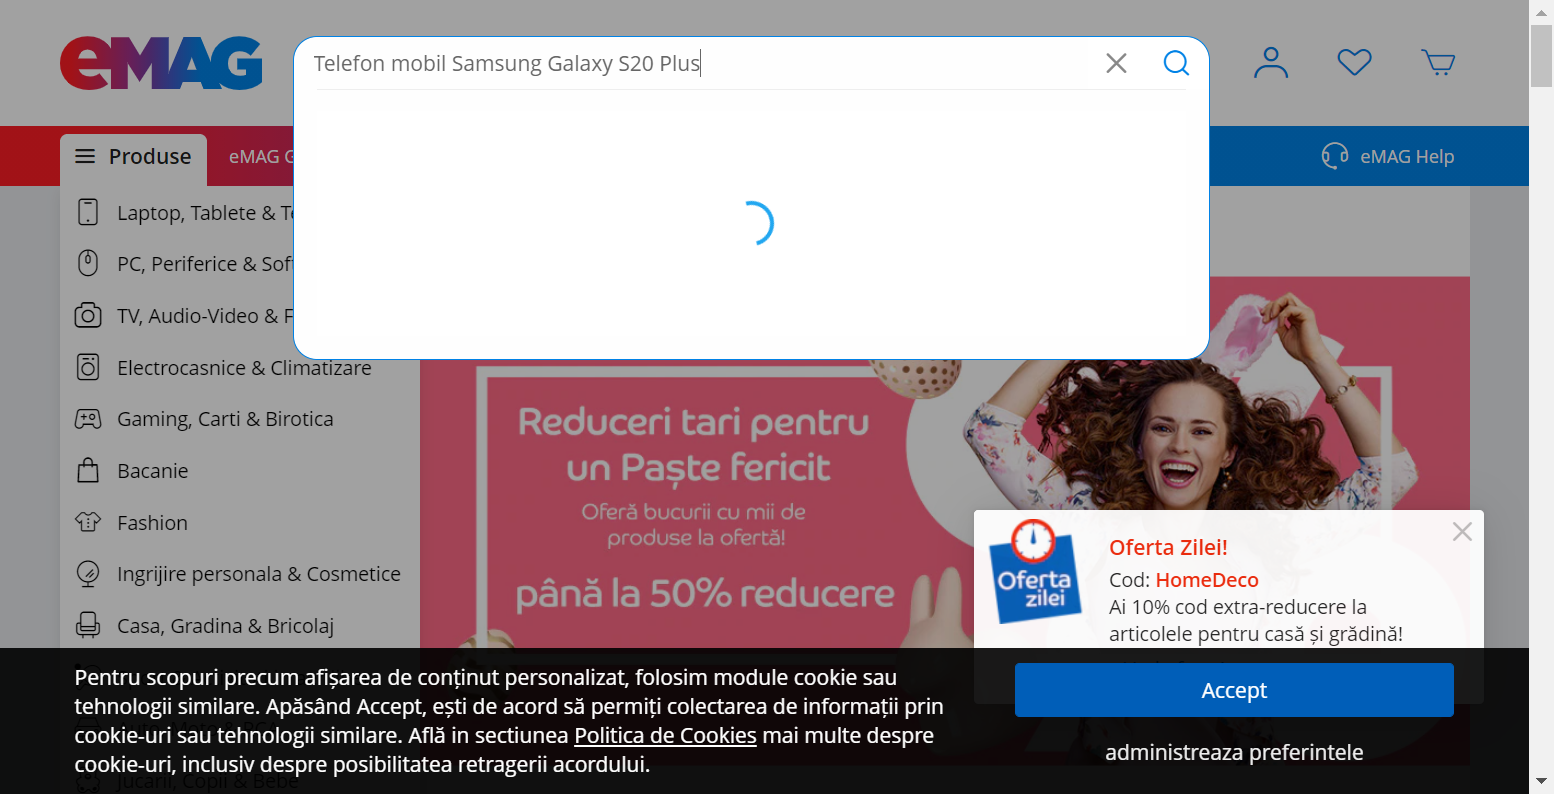 eMAG
Telefon mobil Samsung Galaxy S20 Plus
Produse
eMAG G
eMAG Help
Laptop, Tablete & Te
PC, Periferice & Soft
TV, Audio-Video & F
Electrocasnice & Climatizare
Gaming, Carti & Birotica
Bacanie
Fashion
Ingrijire personala & Cosmetice
Casa, Gradina & Bricolaj
Reduceri tari pentru
un Paște fericit
Oferă bucurii cu mii de
produse la ofertă!
până la 50% reducere
Oferta
zilei
Oferta Zilei!
Cod: HomeDeco
Ai 10% cod extra-reducere la
articolele pentru casă și grădină!
Pentru scopuri precum afișarea de conținut personalizat, folosim module cookie sau
tehnologii similare. Apăsând Accept, ești de acord să permiți colectarea de informații prin
cookie-uri sau tehnologii similare. Află in sectiunea Politica de Cookies mai multe despre
cookie-uri, inclusiv despre posibilitatea retragerii acordului.
Accept
administreaza preferintele
Jucarii, Copii & Bebe